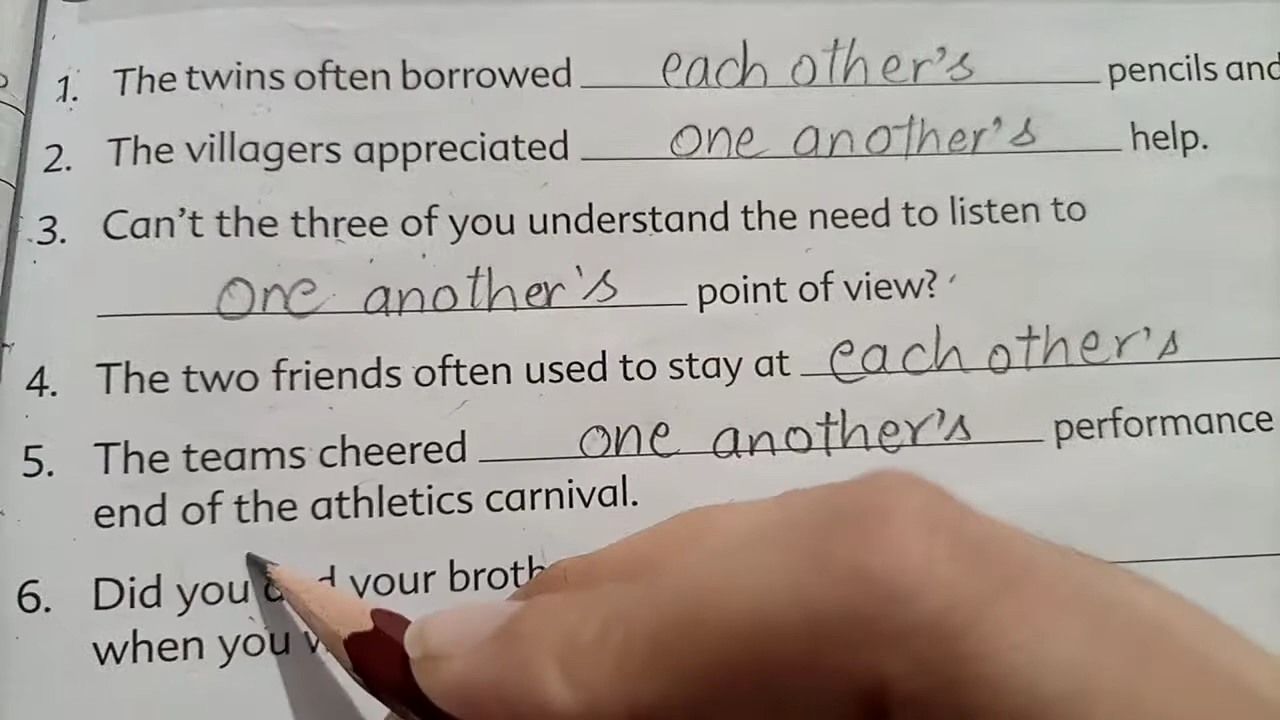 1. The twins often borrowed each other's pencils and
2. The villagers appreciated one another's help.
3. Can't the three of you understand the need to listen to
one another's point of view?
4. The two friends often used to stay at each other's
5. The teams cheered one another's performance
end of the athletics carnival.
6. Did you your
when you